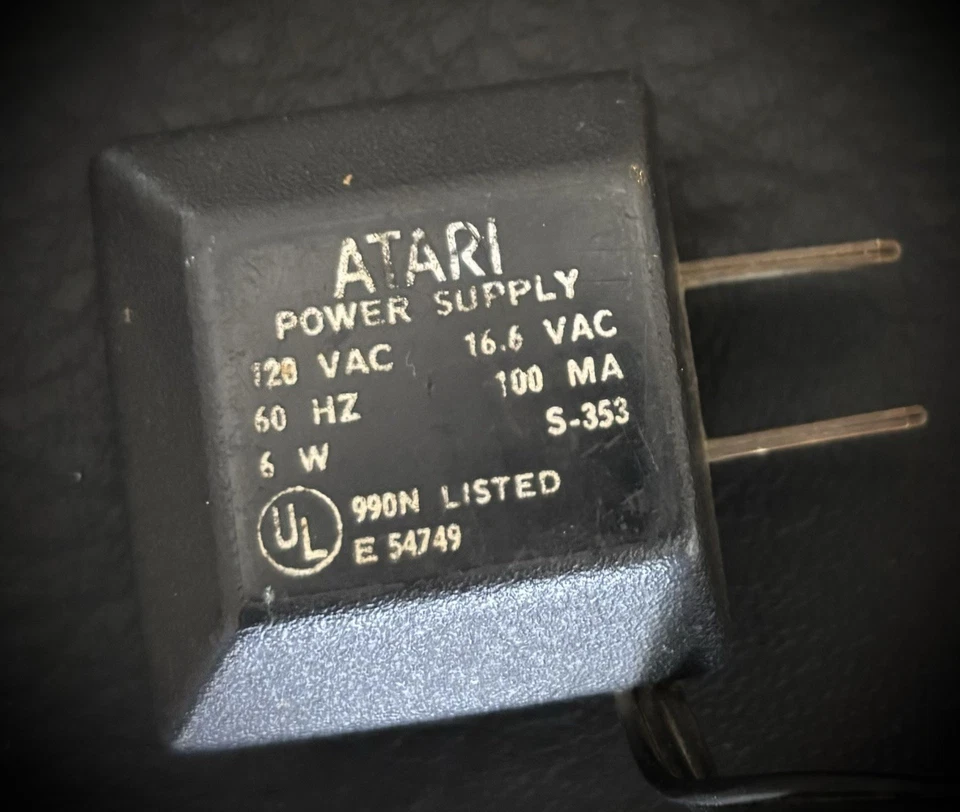 ATARI
POWER SUPPLY
120 VAC 16.6 VAC
60 HZ 100 MA
6 W S-353
UL 990N LISTED
E 54749